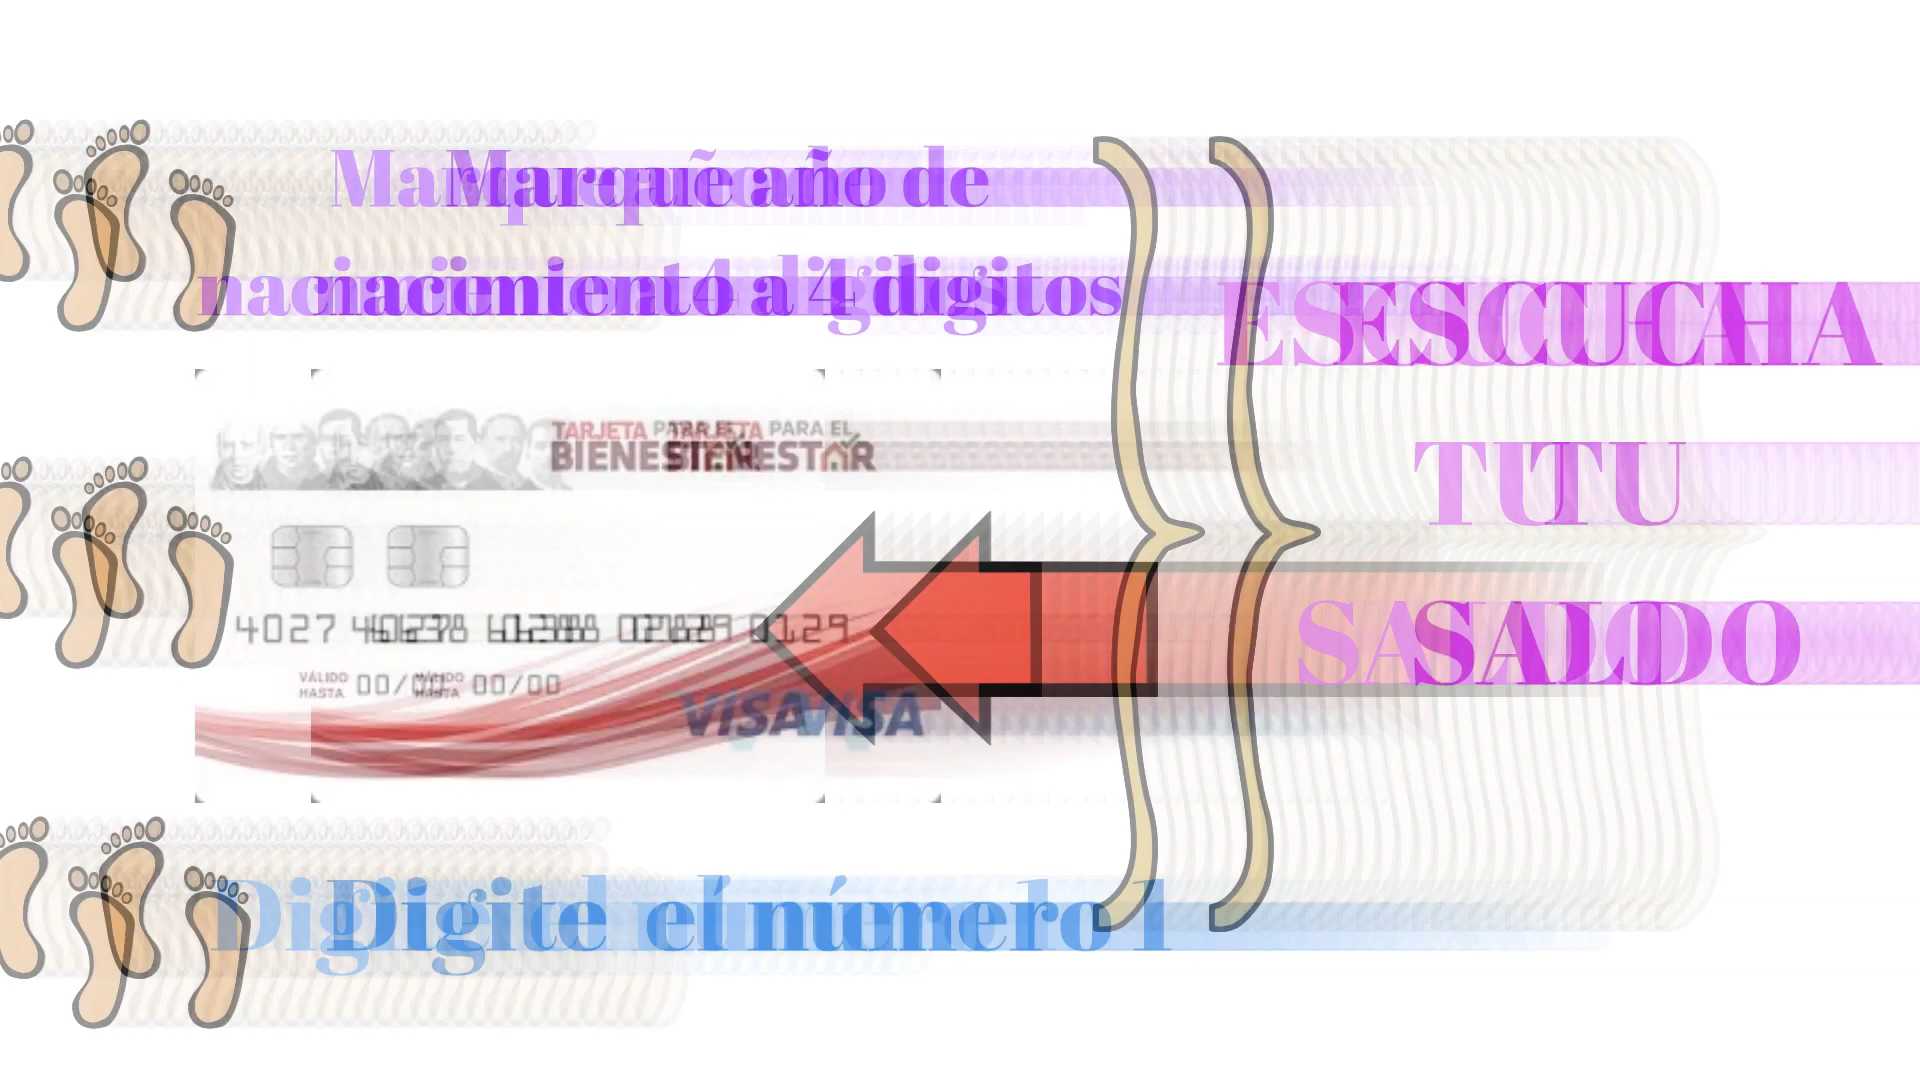 Marque año de
nacimiento a 4 digitos
TARJETA PARA EL
BIENESTAR
4027
VÁLIDO
HASTA 00/00
VISA
Digite el número 1
ESCUCHA
TU
SALDO